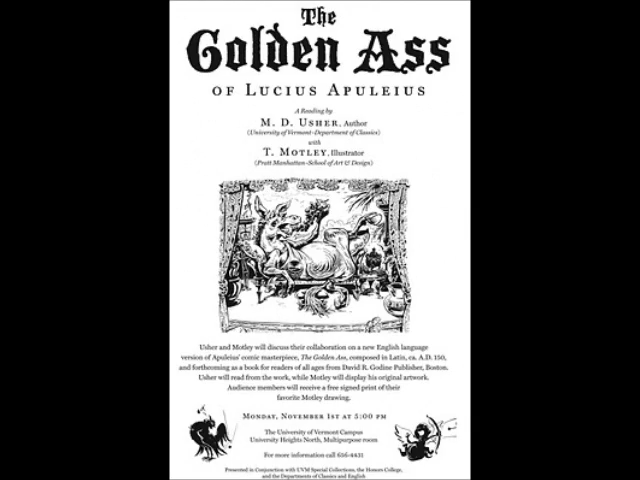 The
Golden Ass
OF LUCIUS APULEIUS
A Reading by
M. D. USHER, Author
(University of Vermont–Department of Classics)
with
T. MOTLEY, Illustrator
(Pratt Manhattan–School of Art & Design)
Usher and Motley will discuss their collaboration on a new English language
version of Apuleius' comic masterpiece, The Golden Ass, composed in Latin, ca. A.D. 150,
and forthcoming as a book for readers of all ages from David R. Godine Publisher, Boston.
Usher will read from the work, while Motley will display his original artwork.
Audience members will receive a free signed print of their
favorite Motley drawing.
MONDAY, NOVEMBER 1ST AT 5:00 PM
The University of Vermont Campus
University Heights North, Multipurpose room
For more information call 656-4431
Presented in Conjunction with UVM Special Collections, the Honors College,
and the Departments of Classics and English